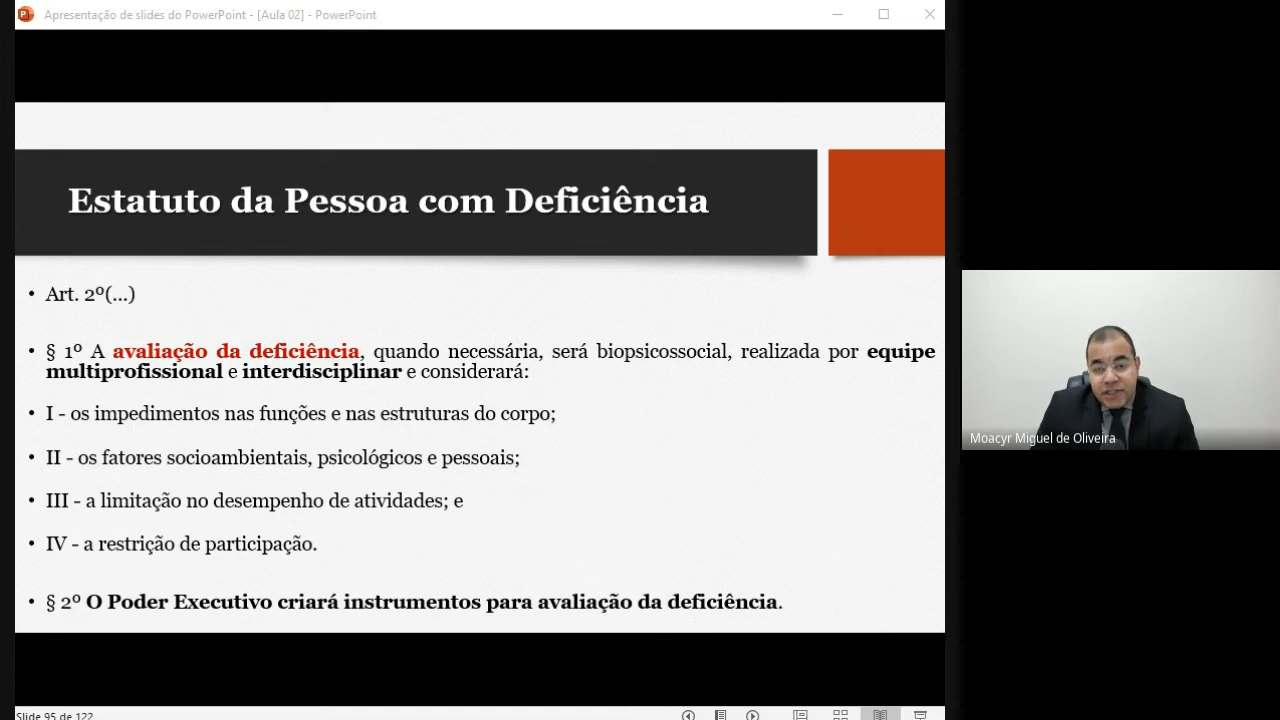 Apresentação de slides do PowerPoint - [Aula 02] - PowerPoint
Estatuto da Pessoa com Deficiência
• Art. 2º(...)
• § 1º A avaliação da deficiência, quando necessária, será biopsicossocial, realizada por equipe
multiprofissional e interdisciplinar e considerará:
• I - os impedimentos nas funções e nas estruturas do corpo;
• II - os fatores socioambientais, psicológicos e pessoais;
• III - a limitação no desempenho de atividades; e
• IV - a restrição de participação.
• § 2º O Poder Executivo criará instrumentos para avaliação da deficiência.
Moacyr Miguel de Oliveira
Slide 95 de 122